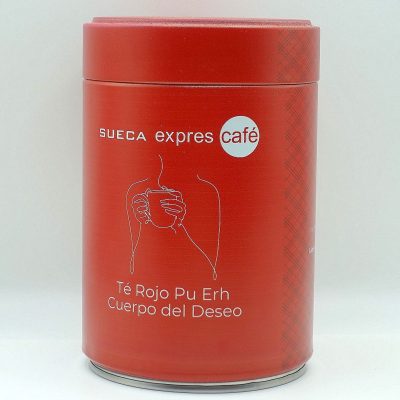 SUECA expres café
Té Rojo Pu Erh
Cuerpo del Deseo